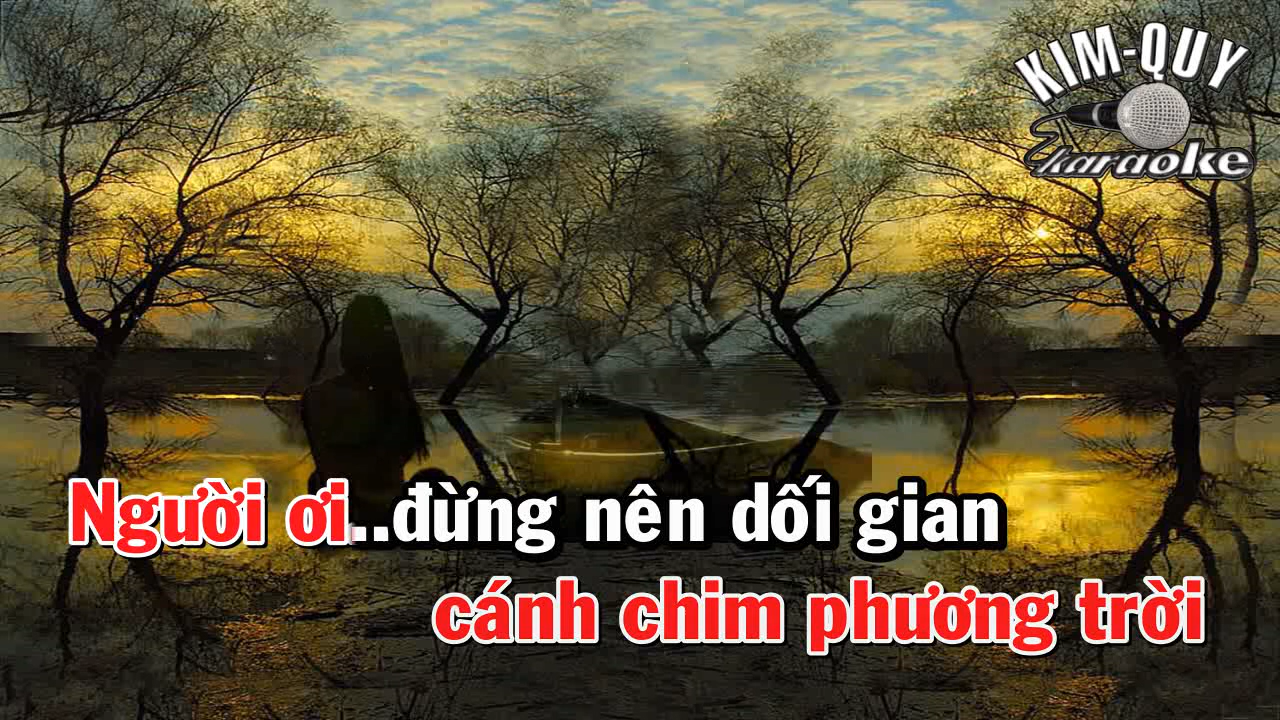 KIM-QUY
karaoke
Người ơi..đừng nên dối gian
cánh chim phương trời